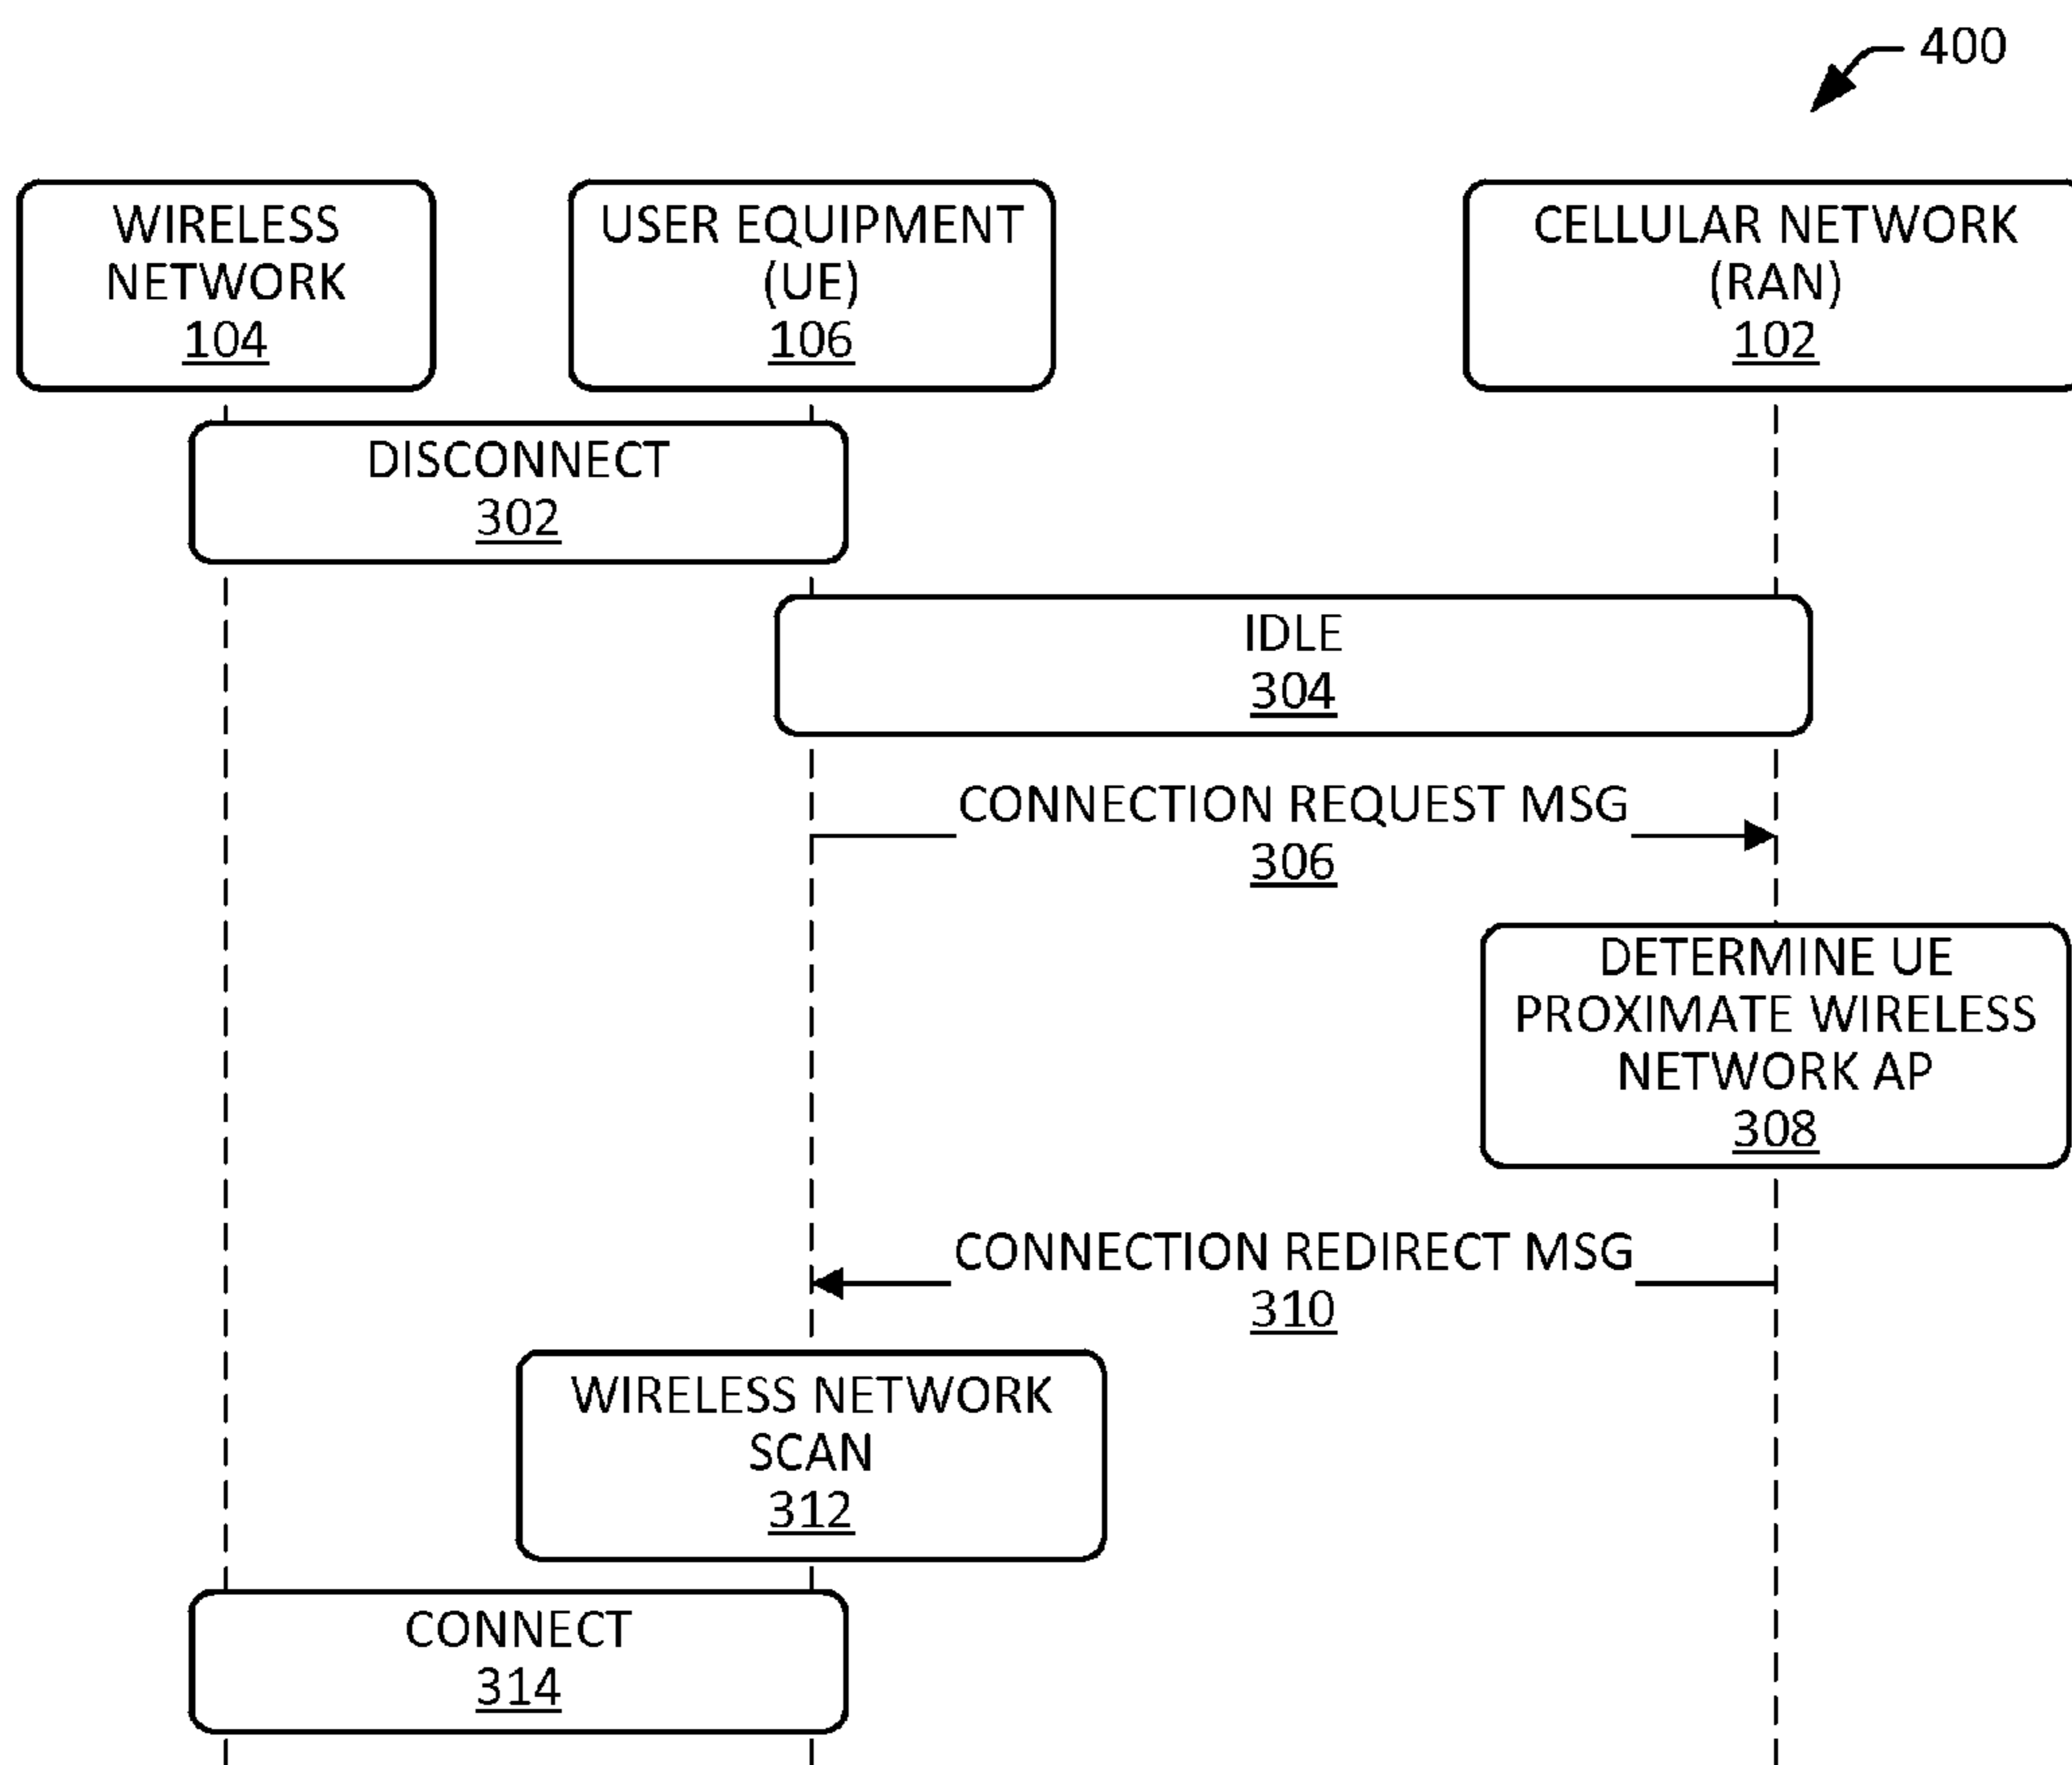 400
WIRELESS
NETWORK
104
USER EQUIPMENT
(UE)
106
CELLULAR NETWORK
(RAN)
102
DISCONNECT
302
IDLE
304
CONNECTION REQUEST MSG
306
DETERMINE UE
PROXIMATE WIRELESS
NETWORK AP
308
CONNECTION REDIRECT MSG
310
WIRELESS NETWORK
SCAN
312
CONNECT
314